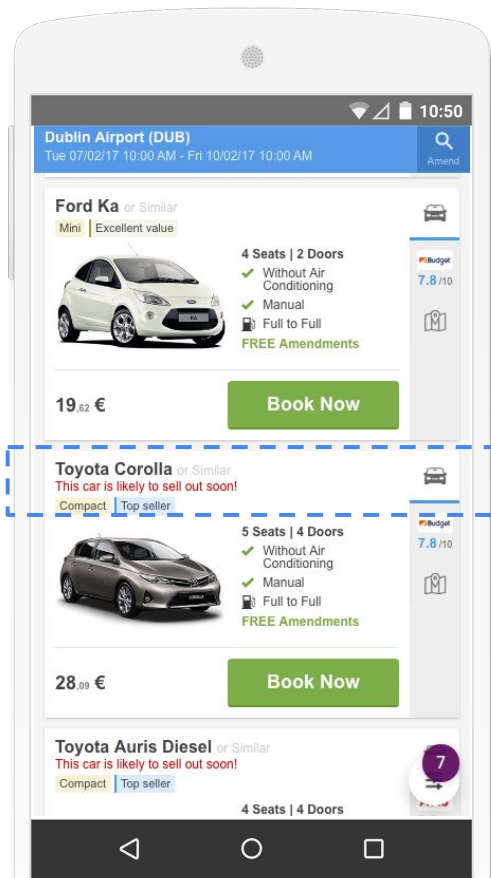 10:50
Dublin Airport (DUB)
Tue 07/02/17 10:00 AM - Fri 10/02/17 10:00 AM
Amend
Ford Ka or Similar
Mini Excellent value
4 Seats | 2 Doors
Budget
Without Air
Conditioning
7.8 /10
Manual
KA
Full to Full
FREE Amendments
19,62 €
Book Now
Toyota Corolla or Similar
This car is likely to sell out soon!
Compact Top seller
5 Seats | 4 Doors
Budget
Without Air
Conditioning
7.8 /10
Manual
COROLLA
Full to Full
FREE Amendments
28,09 €
Book Now
Toyota Auris Diesel or Similar
This car is likely to sell out soon!
7
Compact Top seller
4 Seats | 4 Doors